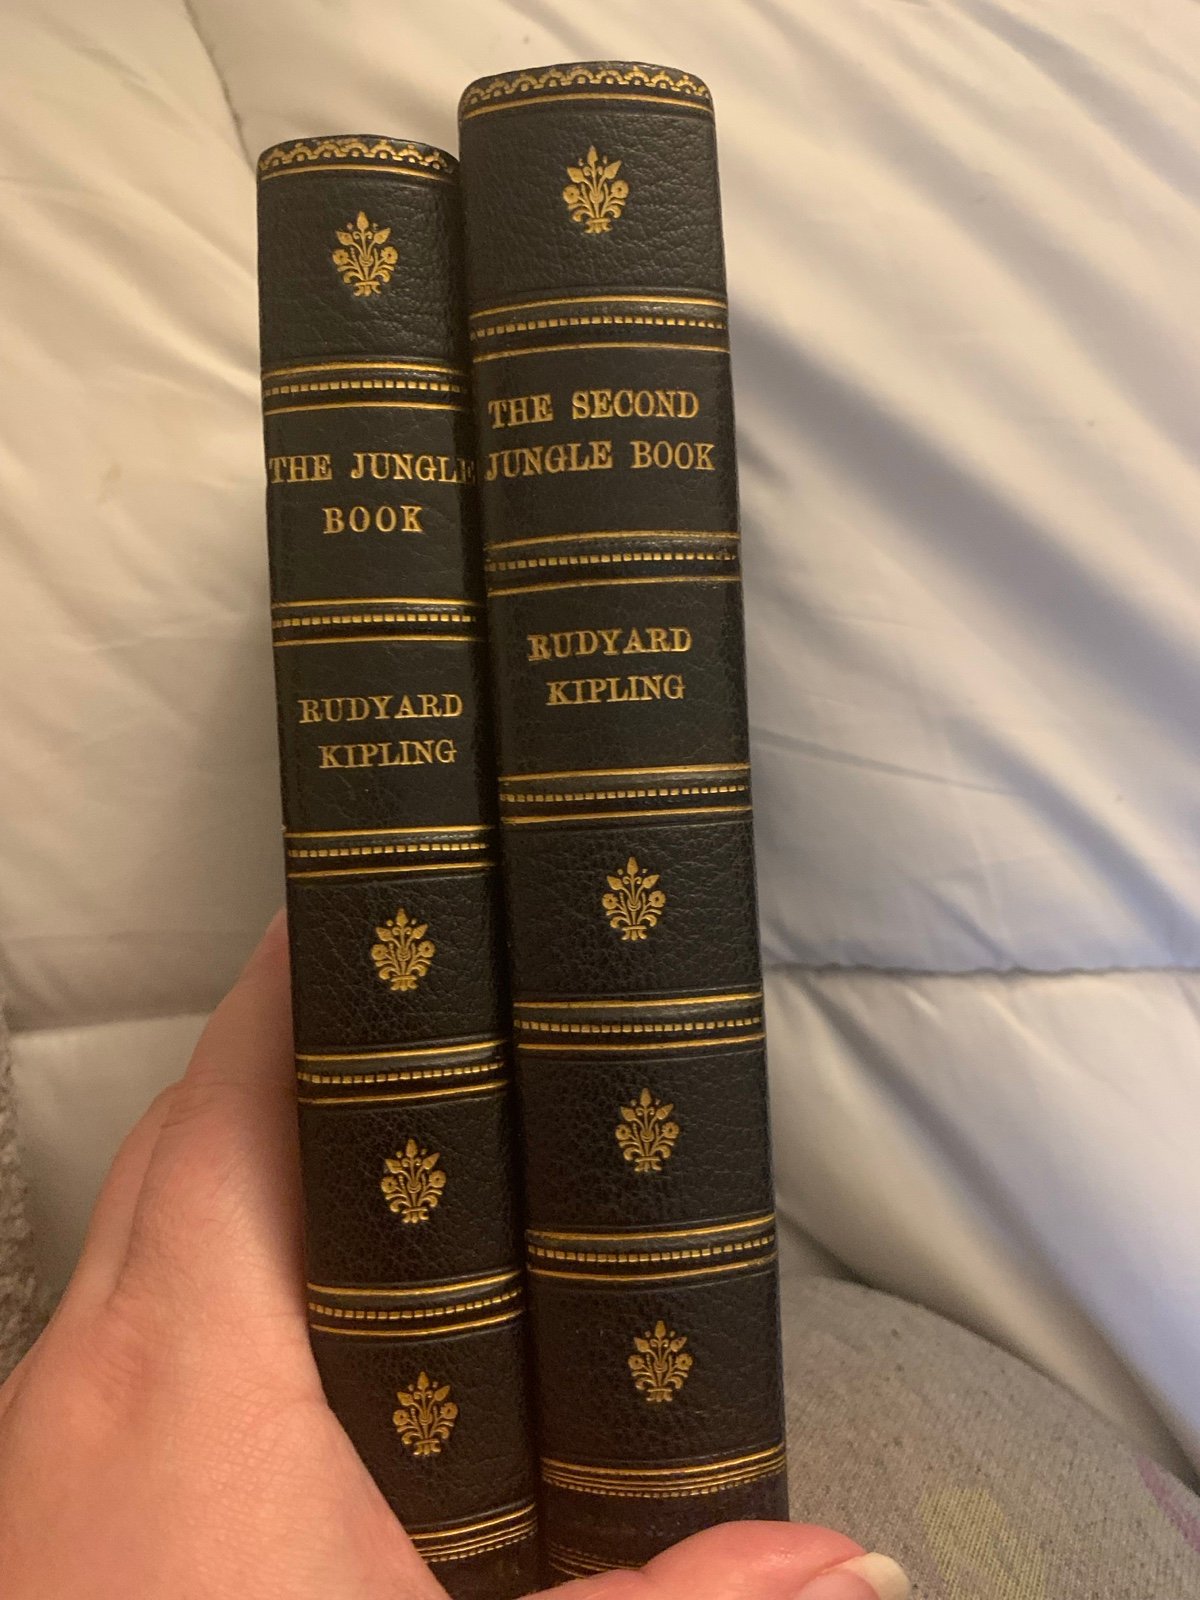 THE JUNGLE
BOOK
RUDYARD
KIPLING
THE SECOND
JUNGLE BOOK
RUDYARD
KIPLING